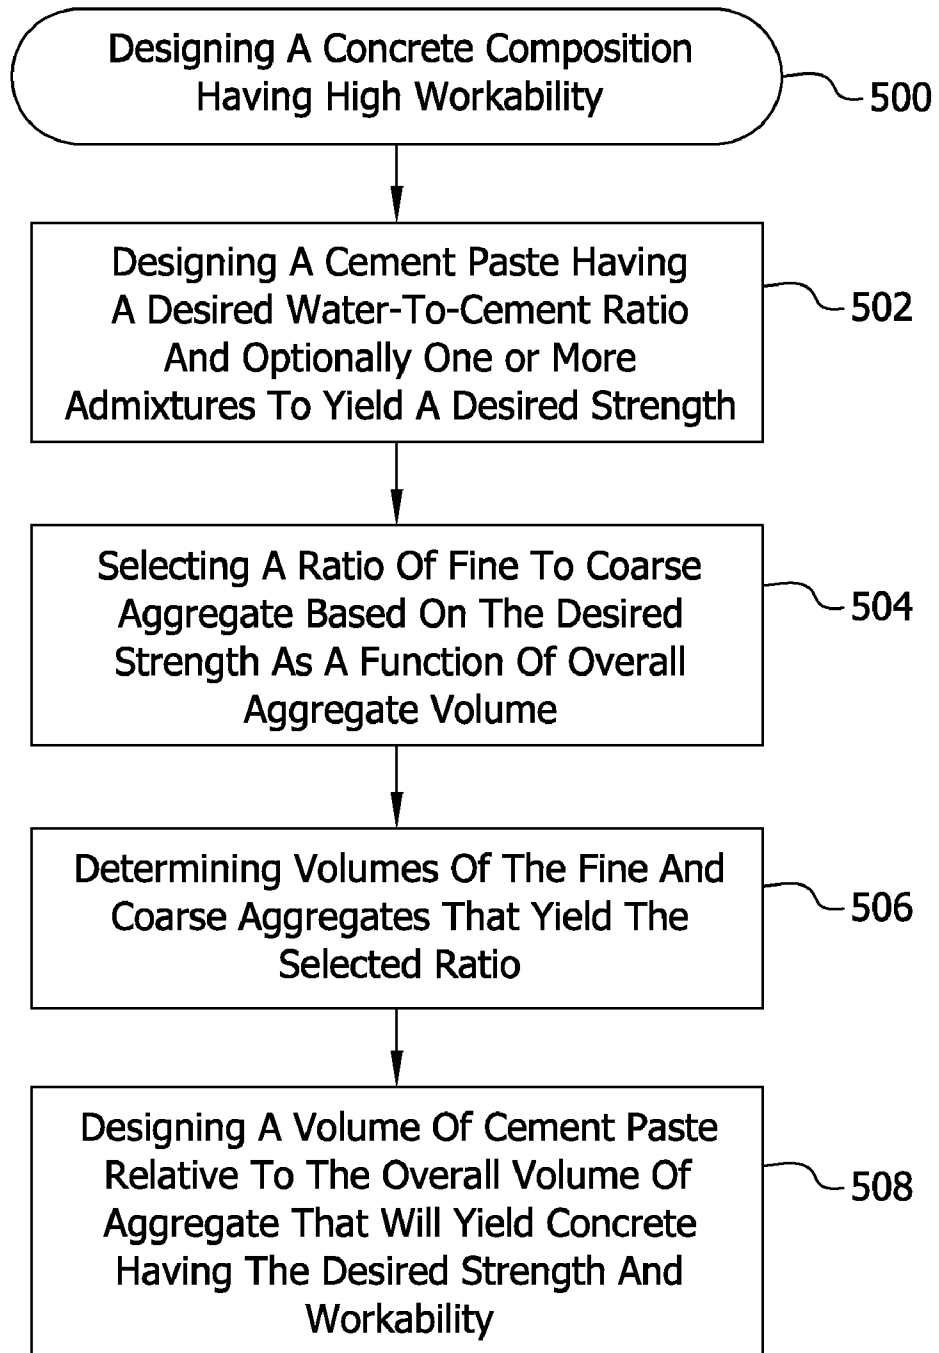 Designing A Concrete Composition
Having High Workability
500
Designing A Cement Paste Having
A Desired Water-To-Cement Ratio
And Optionally One or More
Admixtures To Yield A Desired Strength
502
Selecting A Ratio Of Fine To Coarse
Aggregate Based On The Desired
Strength As A Function Of Overall
Aggregate Volume
504
Determining Volumes Of The Fine And
Coarse Aggregates That Yield The
Selected Ratio
506
Designing A Volume Of Cement Paste
Relative To The Overall Volume Of
Aggregate That Will Yield Concrete
Having The Desired Strength And
Workability
508